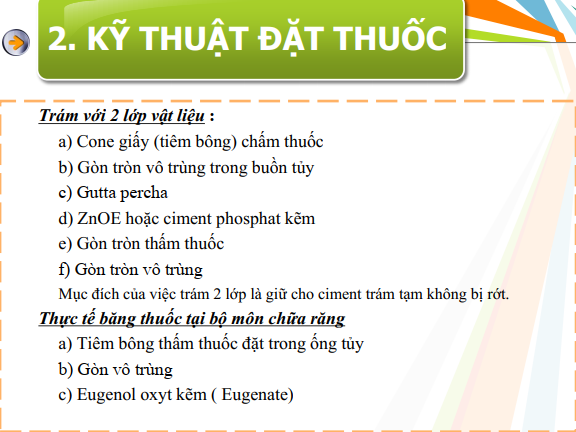 2. KỸ THUẬT ĐẶT THUỐC
Trám với 2 lớp vật liệu :
a) Cone giấy (tiêm bông) chấm thuốc
b) Gòn tròn vô trùng trong buồn tủy
c) Gutta percha
d) ZnOE hoặc ciment phosphat kẽm
e) Gòn tròn thấm thuốc
f) Gòn tròn vô trùng
Mục đích của việc trám 2 lớp là giữ cho ciment trám tạm không bị rớt.
Thực tế băng thuốc tại bộ môn chữa răng
a) Tiêm bông thấm thuốc đặt trong ống tủy
b) Gòn vô trùng
c) Eugenol oxyt kẽm ( Eugenate)